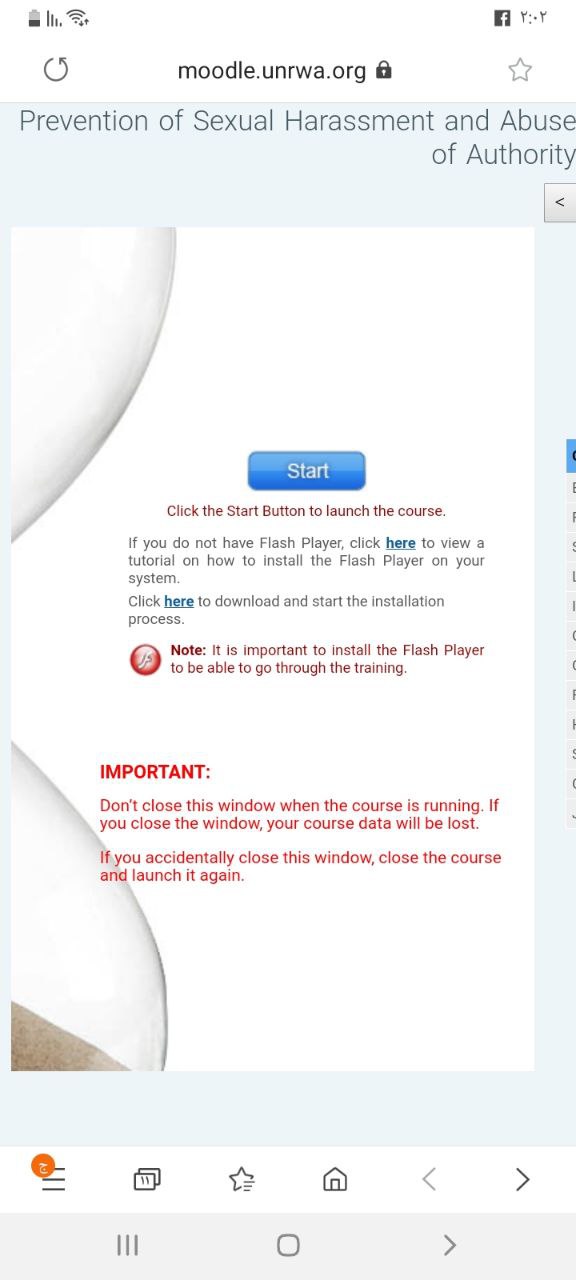 ٢:٠٢
moodle.unrwa.org
Prevention of Sexual Harassment and Abuse
of Authority
<
Start
Click the Start Button to launch the course.
If you do not have Flash Player, click here to view a
tutorial on how to install the Flash Player on your
system.
Click here to download and start the installation
process.
Note: It is important to install the Flash Player
to be able to go through the training.
IMPORTANT:
Don't close this window when the course is running. If
you close the window, your course data will be lost.
If you accidentally close this window, close the course
and launch it again.
ج
١١